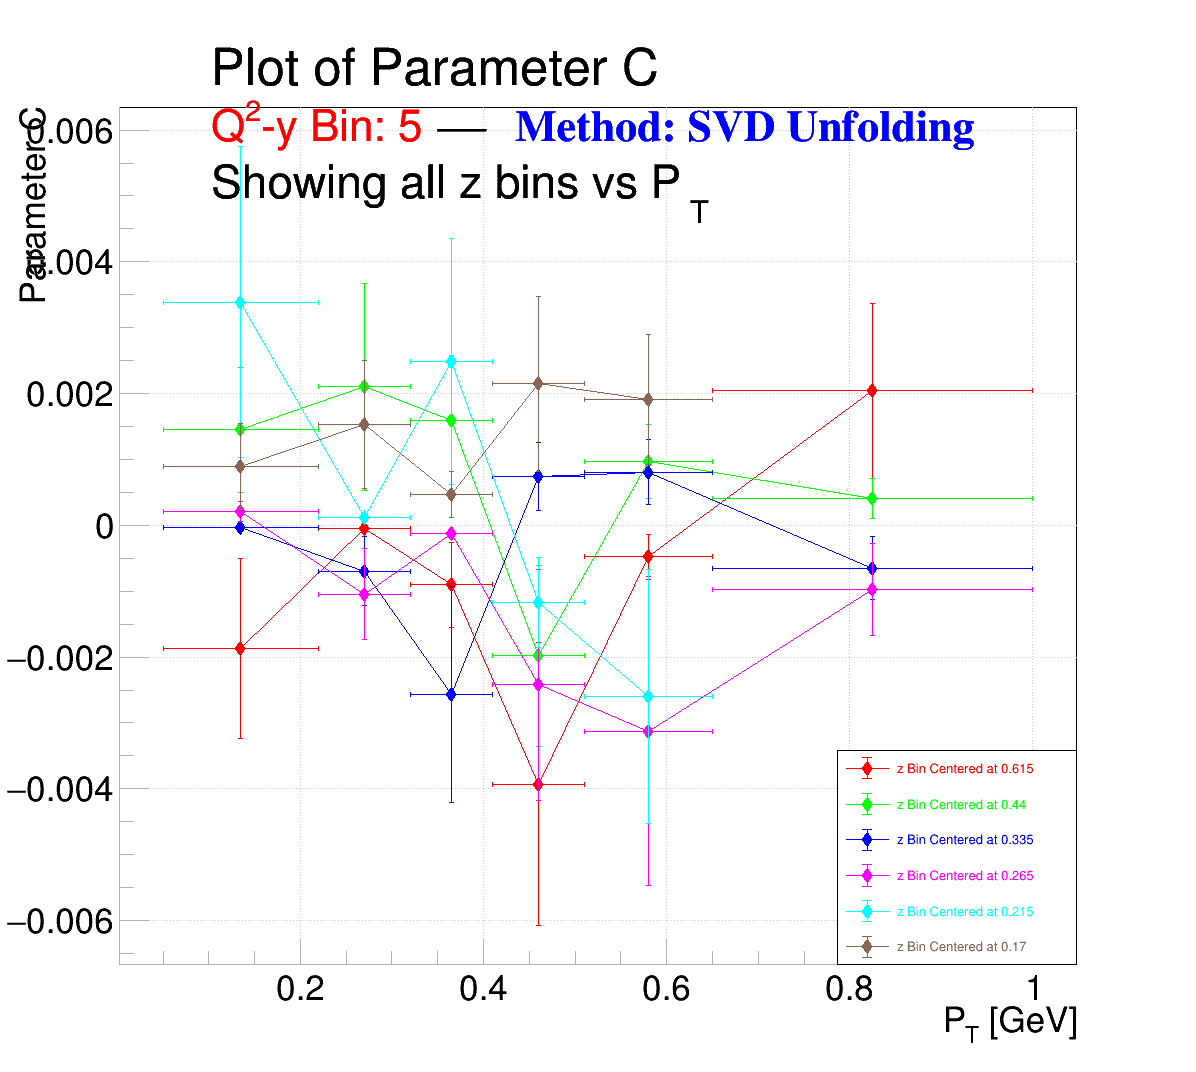 Plot of Parameter C
Q²-y Bin: 5 — Method: SVD Unfolding
Showing all z bins vs P_T
Parameter C
0.006
0.004
0.002
0
−0.002
−0.004
−0.006
z Bin Centered at 0.615
z Bin Centered at 0.44
z Bin Centered at 0.335
z Bin Centered at 0.265
z Bin Centered at 0.215
z Bin Centered at 0.17
0.2 0.4 0.6 0.8 1
P_T [GeV]